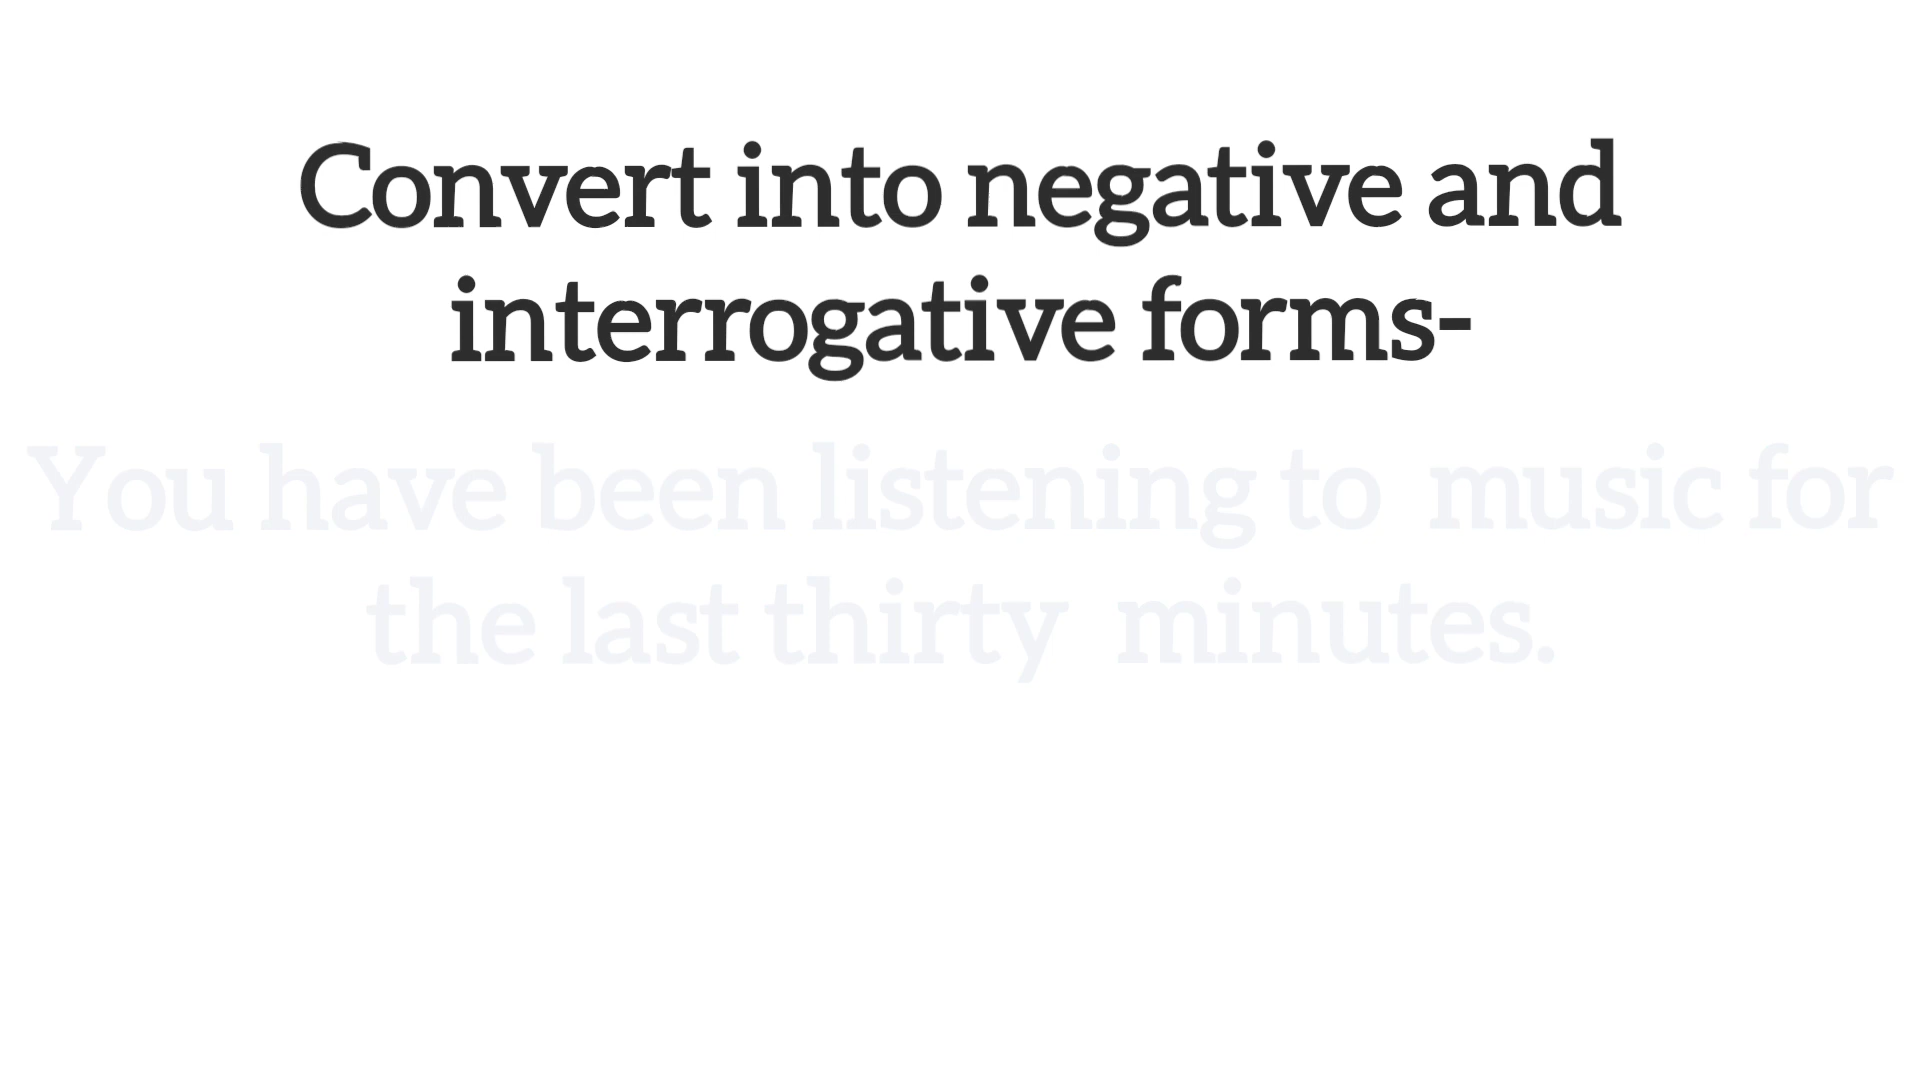 Convert into negative and
interrogative forms-
You have been listening to music for
the last thirty minutes.